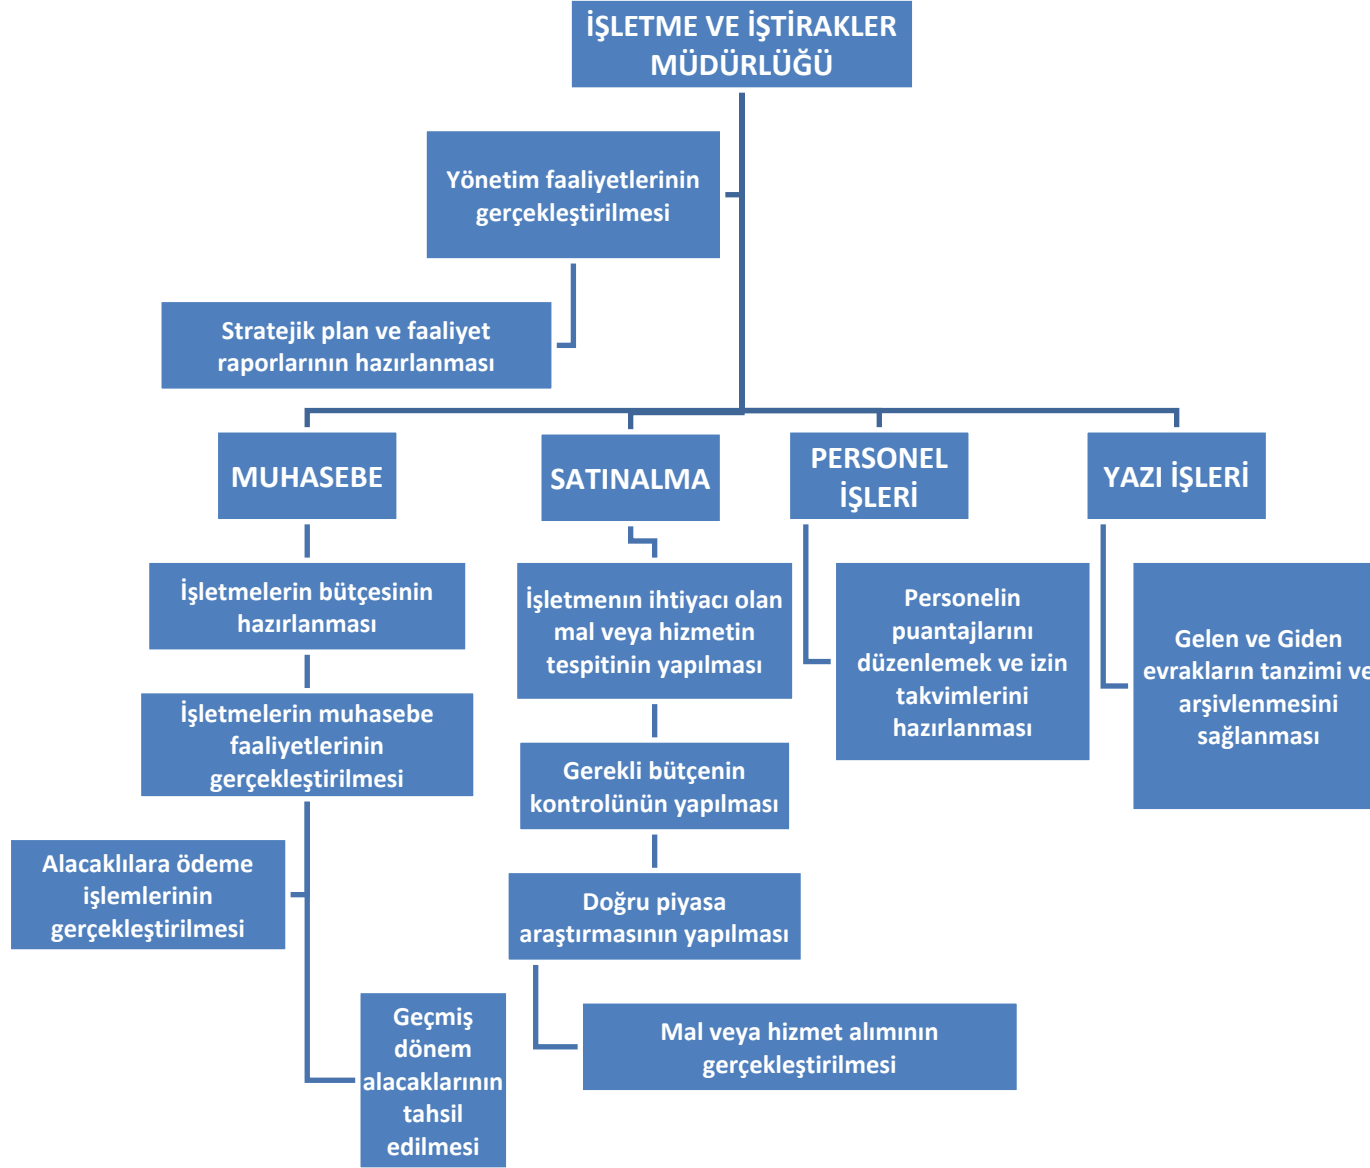 İŞLETME VE İŞTİRAKLER
MÜDÜRLÜĞÜ
Yönetim faaliyetlerinin
gerçekleştirilmesi
Stratejik plan ve faaliyet
raporlarının hazırlanması
MUHASEBE
SATINALMA
PERSONEL
İŞLERİ
YAZI İŞLERİ
İşletmelerin bütçesinin
hazırlanması
İşletmelerin muhasebe
faaliyetlerinin
gerçekleştirilmesi
Alacaklılara ödeme
işlemlerinin
gerçekleştirilmesi
Geçmiş
dönem
alacaklarının
tahsil
edilmesi
İşletmenın ihtiyacı olan
mal veya hizmetin
tespitinin yapılması
Gerekli bütçenin
kontrolünün yapılması
Doğru piyasa
araştırmasının yapılması
Mal veya hizmet alımının
gerçekleştirilmesi
Personelin
puantajlarını
düzenlemek ve izin
takvimlerini
hazırlanması
Gelen ve Giden
evrakların tanzimi ve
arşivlenmesini
sağlanması